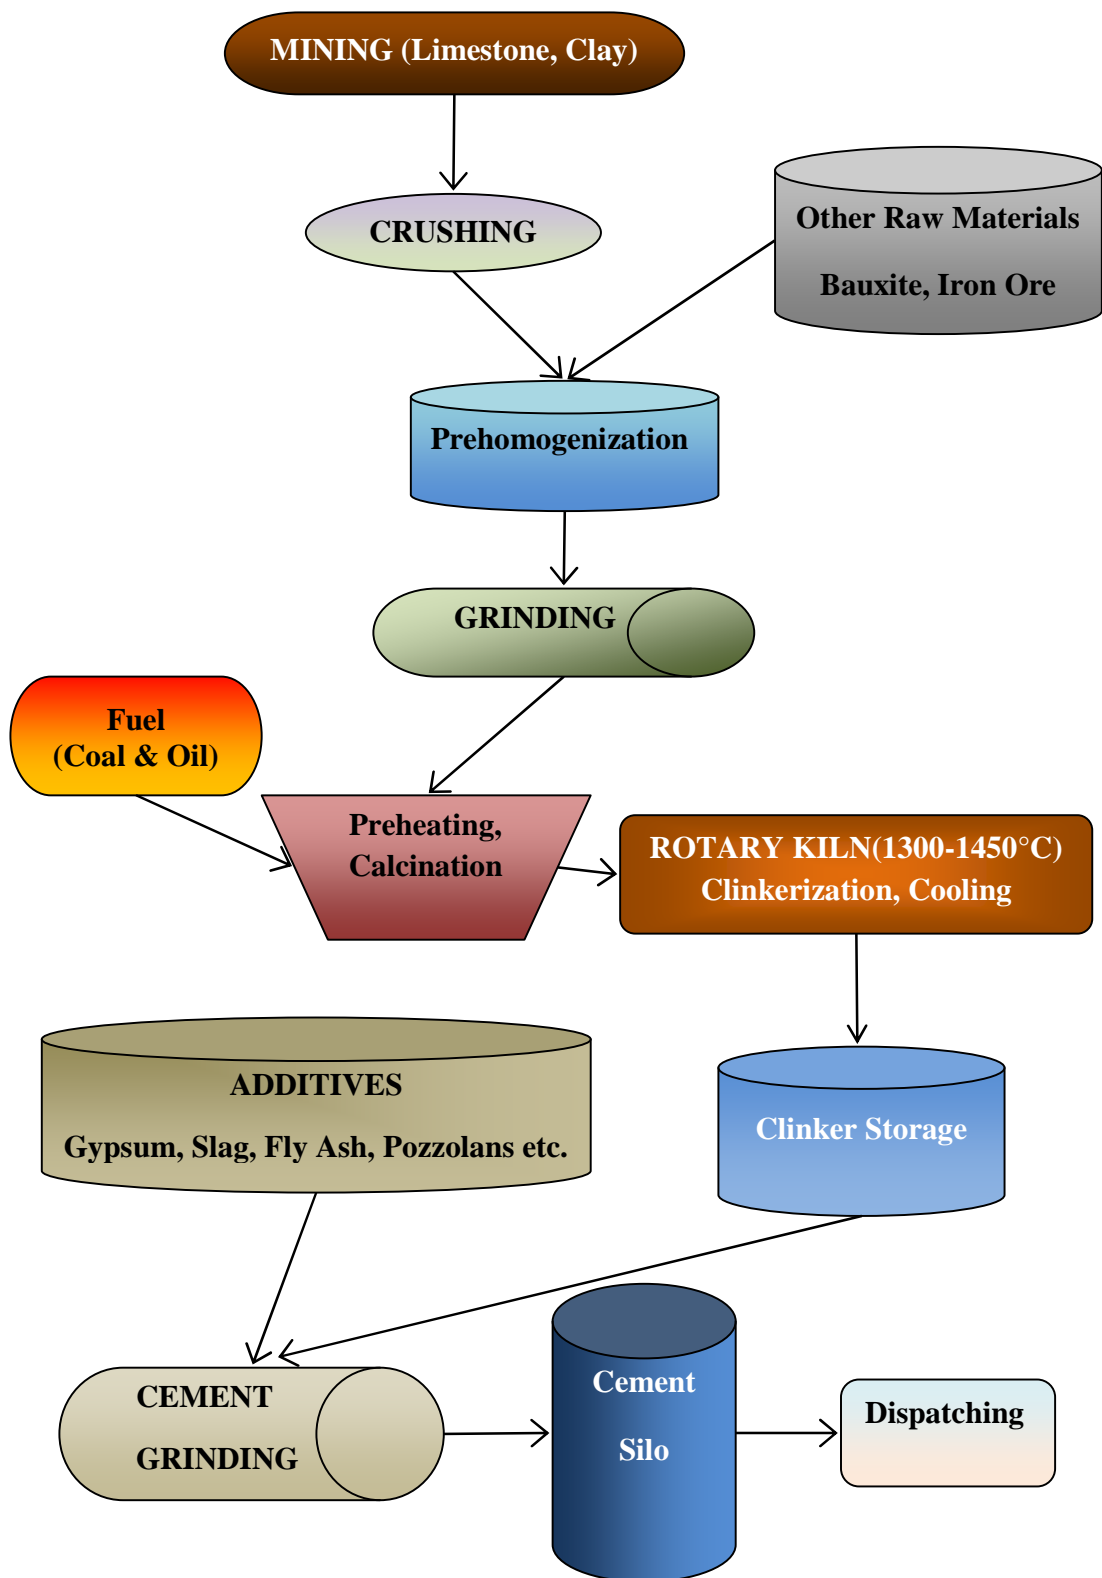 MINING (Limestone, Clay)
CRUSHING
Other Raw Materials
Bauxite, Iron Ore
Prehomogenization
GRINDING
Fuel
(Coal & Oil)
Preheating,
Calcination
ROTARY KILN(1300-1450°C)
Clinkerization, Cooling
ADDITIVES
Gypsum, Slag, Fly Ash, Pozzolans etc.
Clinker Storage
CEMENT
GRINDING
Cement
Silo
Dispatching